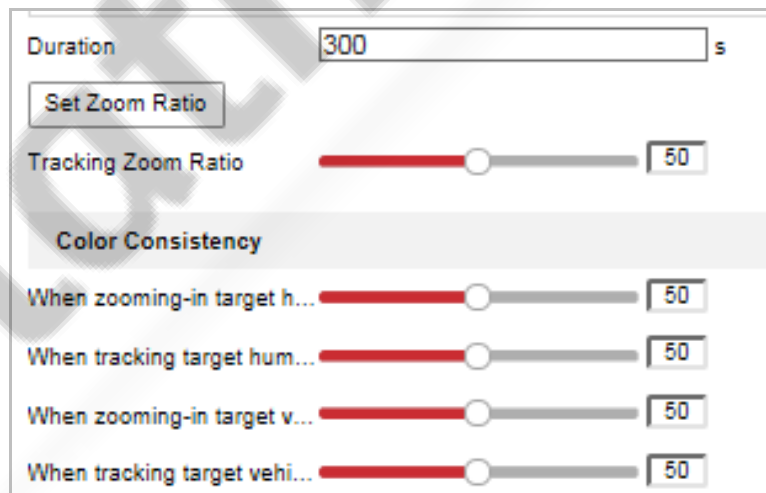 Duration 300 s
Set Zoom Ratio
Tracking Zoom Ratio 50
Color Consistency
When zooming-in target h... 50
When tracking target hum... 50
When zooming-in target v... 50
When tracking target vehi... 50